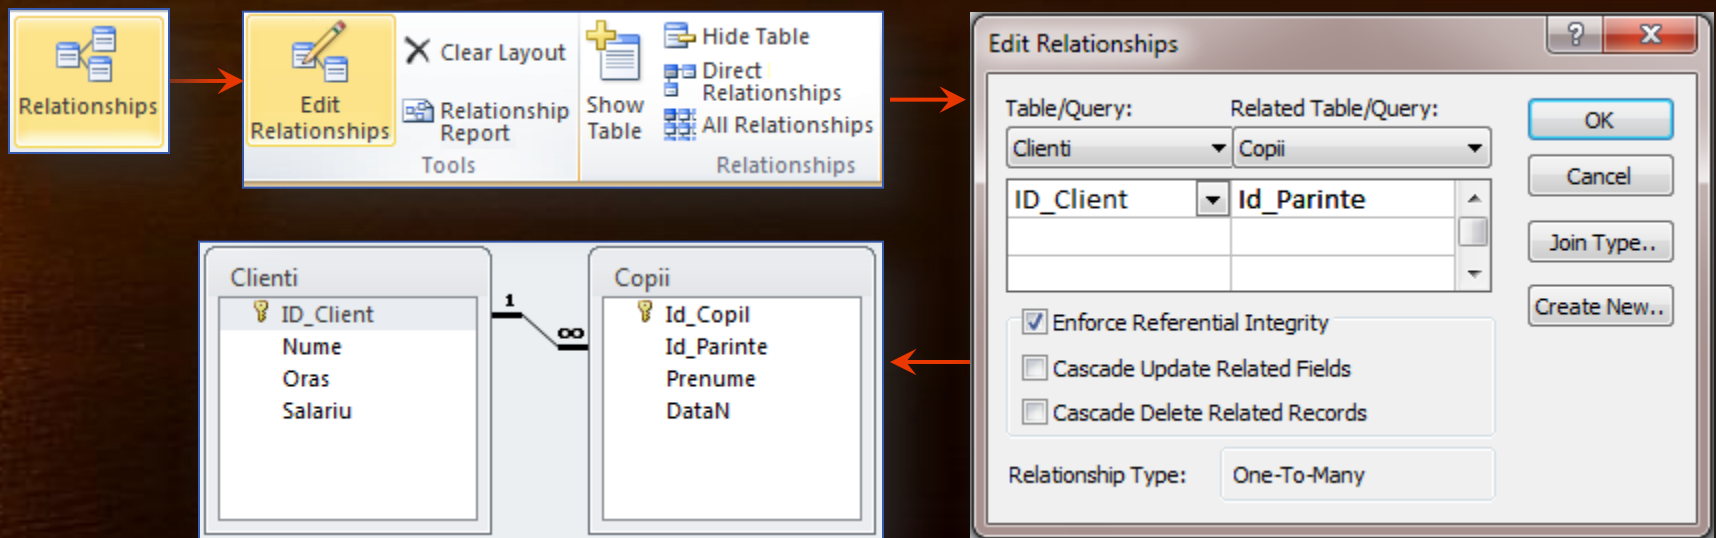 Relationships
Edit
Relationships
Clear Layout
Relationship
Report
Tools
Show
Table
Hide Table
Direct
Relationships
All Relationships
Relationships
Edit Relationships
?
X
Table/Query:
Related Table/Query:
Clienti
Copii
ID_Client
Id_Parinte
Enforce Referential Integrity
Cascade Update Related Fields
Cascade Delete Related Records
Relationship Type:
One-To-Many
OK
Cancel
Join Type..
Create New..
Clienti
ID_Client
Nume
Oras
Salariu
1
∞
Copii
Id_Copil
Id_Parinte
Prenume
DataN